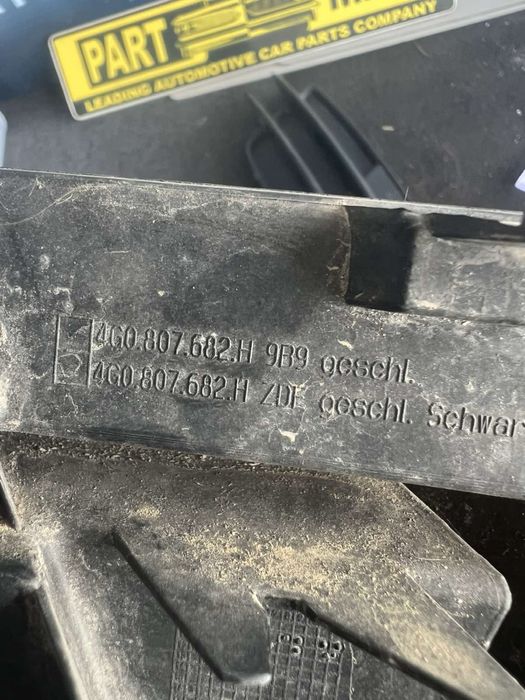 PART
LEADING AUTOMOTIVE CAR PARTS COMPANY
4G0.807.682.H 9B9 geschl.
4G0.807.682.H ZDE geschl. Schwar